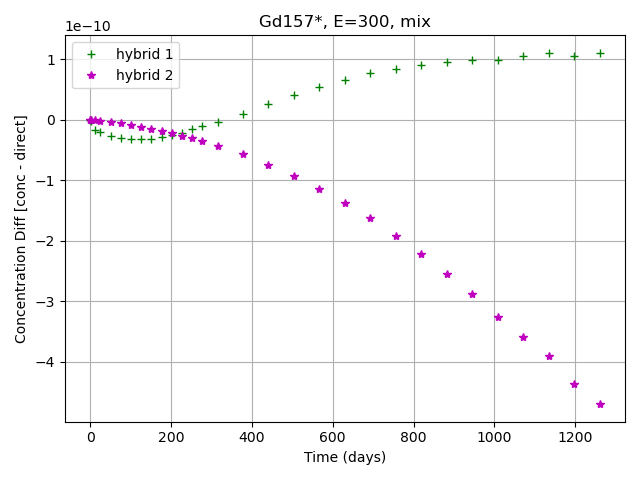 Gd157*, E=300, mix
1e−10
hybrid 1
hybrid 2
1
0
−1
−2
−3
−4
Concentration Diff [conc - direct]
0 200 400 600 800 1000 1200
Time (days)